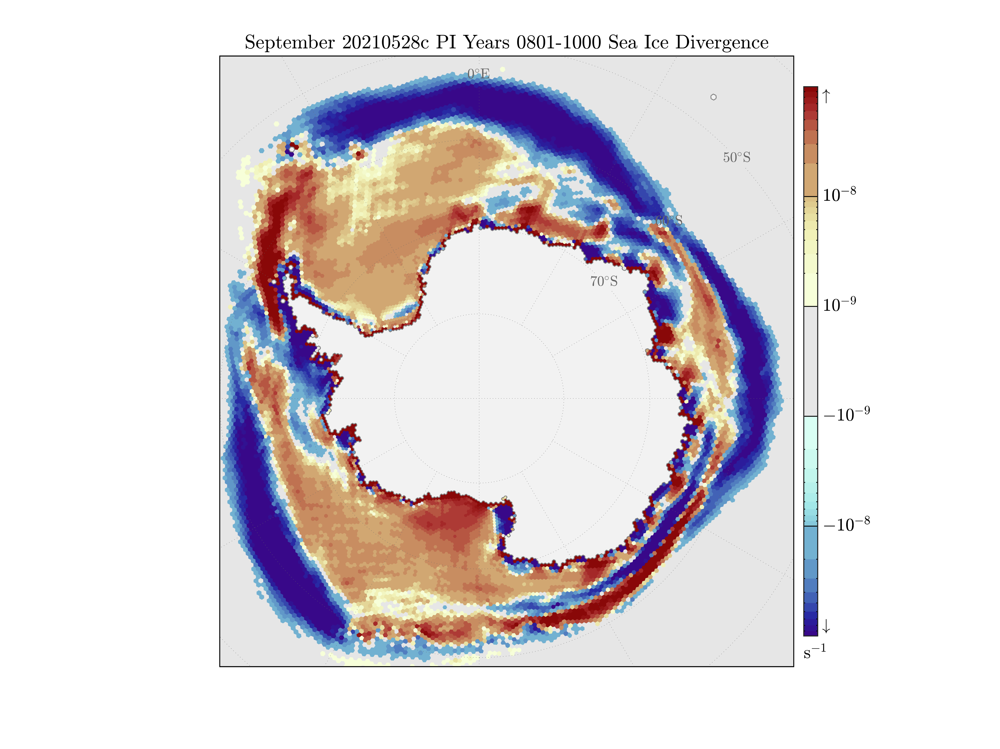 September 20210528c PI Years 0801-1000 Sea Ice Divergence
0°E
50°S
60°S
70°S
↑
10⁻⁸
10⁻⁹
−10⁻⁹
−10⁻⁸
↓
s⁻¹